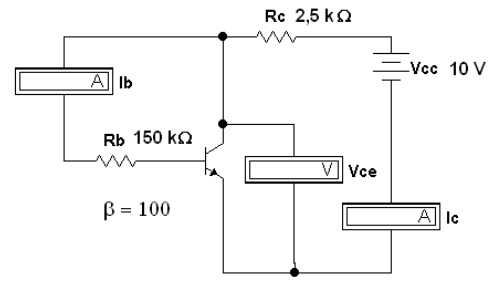 Rc 2,5 kΩ
Vcc 10 V
A Ib
Rb 150 kΩ
V Vce
β = 100
A Ic